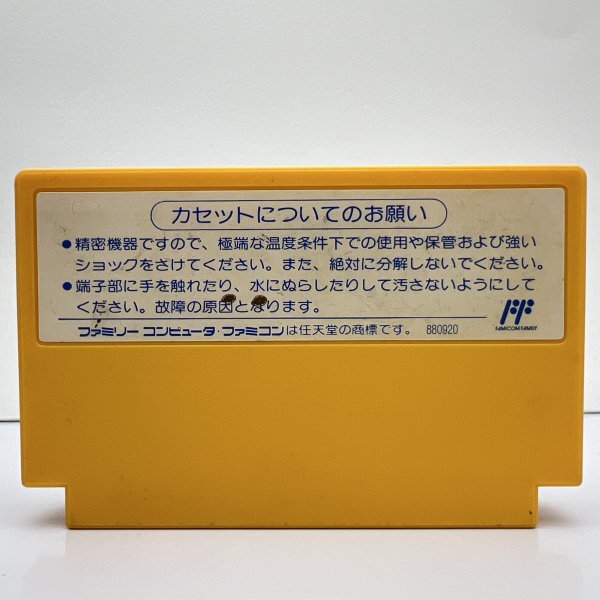 カセットについてのお願い
●精密機器ですので、極端な温度条件下での使用や保管および強い
ショックをさけてください。また、絶対に分解しないでください。
●端子部に手を触れたり、水にぬらしたりして汚さないようにして
ください。故障の原因となります。
ファミリーコンピュータ・ファミコンは任天堂の商標です。 880920
FAMICOM FAMILY